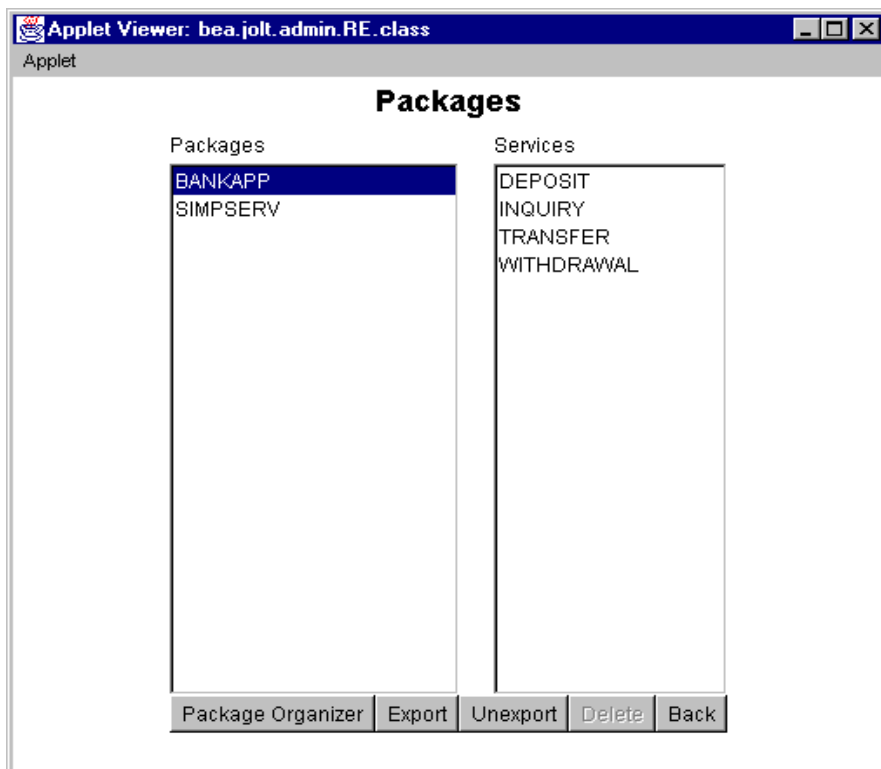 Applet Viewer: bea.jolt.admin.RE.class
Applet
Packages
Packages
BANKAPP
SIMPSERV
Services
DEPOSIT
INQUIRY
TRANSFER
WITHDRAWAL
Package Organizer Export Unexport Delete Back